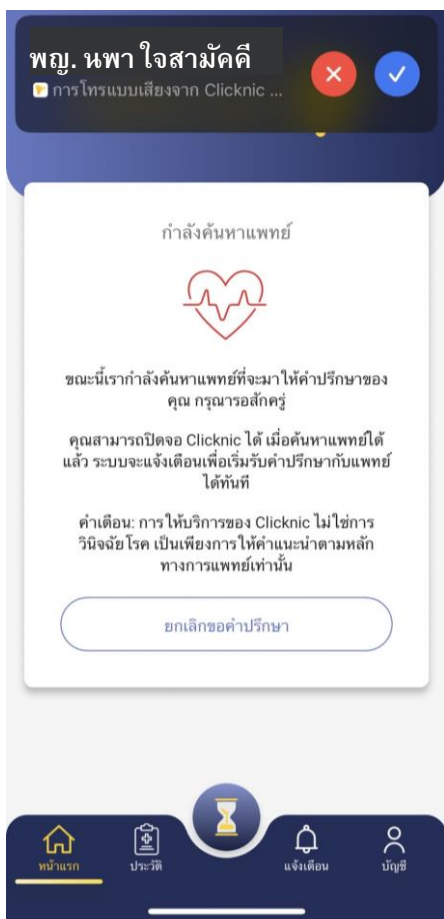 พญ. นพา ใจสามัคคี
การโทรแบบเสียงจาก Clicknic ...
กำลังค้นหาแพทย์
ขณะนี้เรากำลังค้นหาแพทย์ที่จะมาให้คำปรึกษาของ
คุณ กรุณารอสักครู่
คุณสามารถปิดจอ Clicknic ได้ เมื่อค้นหาแพทย์ได้
แล้ว ระบบจะแจ้งเตือนเพื่อเริ่มรับคำปรึกษากับแพทย์
ได้ทันที
คำเตือน: การให้บริการของ Clicknic ไม่ใช่การ
วินิจฉัยโรค เป็นเพียงการให้คำแนะนำตามหลัก
ทางการแพทย์เท่านั้น
ยกเลิกขอคำปรึกษา
หน้าแรก
ประวัติ
แจ้งเตือน
บัญชี